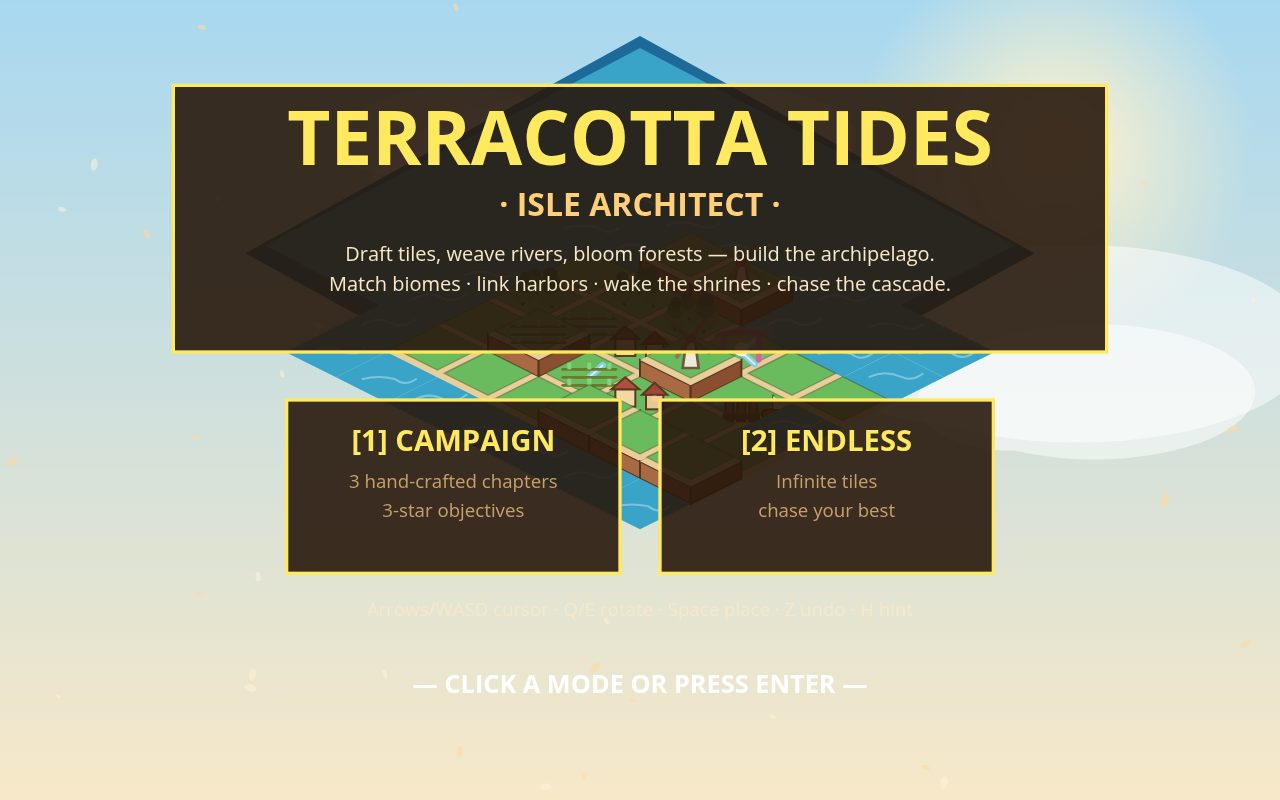 TERRACOTTA TIDES
· ISLE ARCHITECT ·
Draft tiles, weave rivers, bloom forests — build the archipelago.
Match biomes · link harbors · wake the shrines · chase the cascade.
[1] CAMPAIGN
3 hand-crafted chapters
3-star objectives
[2] ENDLESS
Infinite tiles
chase your best
Arrows/WASD cursor · Q/E rotate · Space place · Z undo · H hint
— CLICK A MODE OR PRESS ENTER —